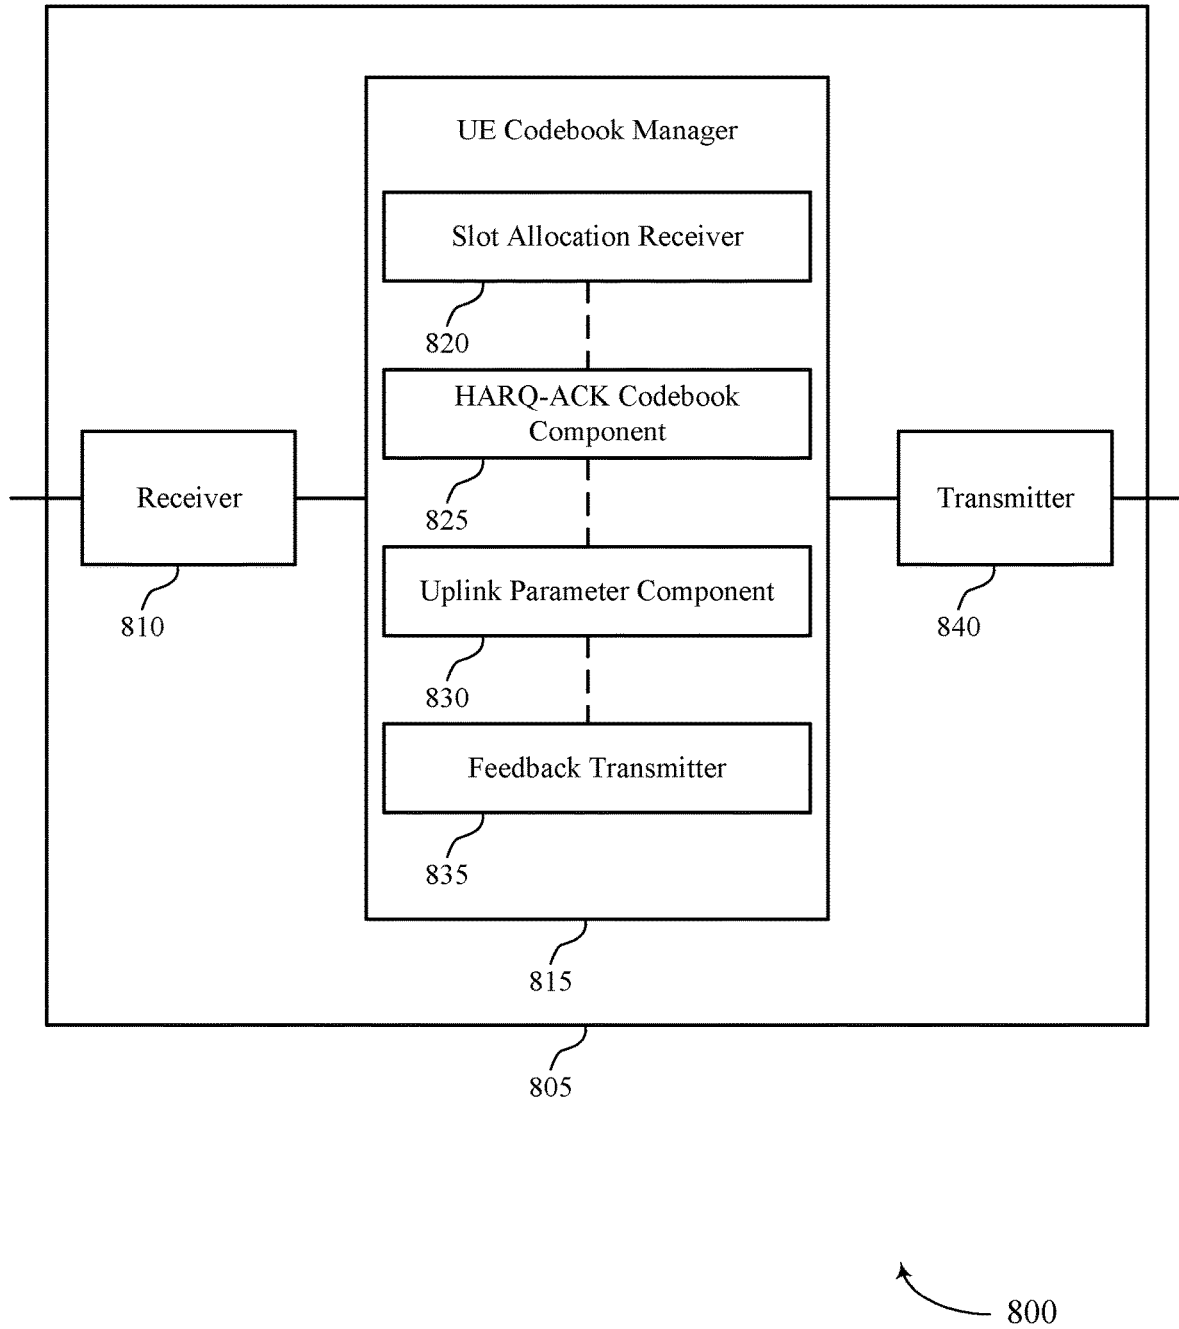 UE Codebook Manager
Slot Allocation Receiver
820
HARQ-ACK Codebook
Component
825
Receiver
810
Transmitter
840
Uplink Parameter Component
830
Feedback Transmitter
835
815
805
800